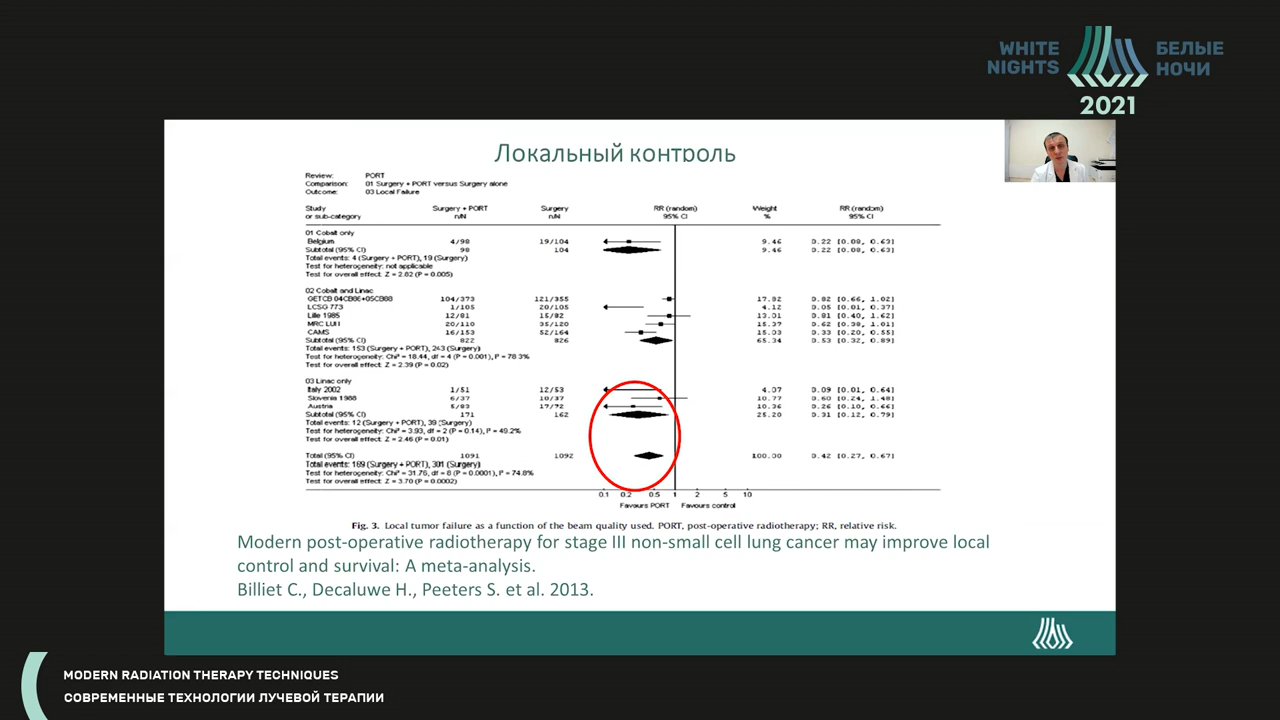 WHITE NIGHTS
БЕЛЫЕ НОЧИ
2021
Локальный контроль
Review: PORT
Comparison: 01 Surgery + PORT versus Surgery alone
Outcome: 03 Local Failure
Study or sub-category Surgery + PORT n/N Surgery n/N RR (random) 95% CI Weight % RR (random) 95% CI
01 Cobalt only
Belgium 4/98 19/104 9.46 0.22 [0.08, 0.63]
Subtotal (95% CI) 98 104 9.46 0.22 [0.08, 0.63]
Total events: 4 (Surgery + PORT), 19 (Surgery)
Test for heterogeneity: not applicable
Test for overall effect: Z = 2.82 (P = 0.005)
02 Cobalt and Linac
GETCB 04CB86+05CB88 104/373 121/355 17.82 0.82 [0.66, 1.02]
LCSG 773 1/105 20/105 4.12 0.05 [0.01, 0.37]
Lille 1985 12/81 15/82 13.01 0.81 [0.40, 1.62]
MRC LU11 20/110 35/120 15.37 0.62 [0.38, 1.01]
CAMS 16/153 52/164 15.03 0.33 [0.20, 0.55]
Subtotal (95% CI) 822 826 65.34 0.53 [0.32, 0.89]
Total events: 153 (Surgery + PORT), 243 (Surgery)
Test for heterogeneity: Chi² = 18.44, df = 4 (P = 0.001), I² = 78.3%
Test for overall effect: Z = 2.39 (P = 0.02)
03 Linac only
Italy 2002 1/51 12/53 4.07 0.09 [0.01, 0.64]
Slovenia 1988 6/37 10/37 10.77 0.60 [0.24, 1.48]
Austria 5/83 17/72 10.36 0.26 [0.10, 0.66]
Subtotal (95% CI) 171 162 25.20 0.31 [0.12, 0.79]
Total events: 12 (Surgery + PORT), 39 (Surgery)
Test for heterogeneity: Chi² = 3.93, df = 2 (P = 0.14), I² = 49.2%
Test for overall effect: Z = 2.46 (P = 0.01)
Total (95% CI) 1091 1092 100.00 0.42 [0.27, 0.67]
Total events: 169 (Surgery + PORT), 301 (Surgery)
Test for heterogeneity: Chi² = 31.76, df = 8 (P = 0.0001), I² = 74.8%
Test for overall effect: Z = 3.70 (P = 0.0002)
0.1 0.2 0.5 1 2 5 10
Favours PORT Favours control
Fig. 3. Local tumor failure as a function of the beam quality used. PORT, post-operative radiotherapy; RR, relative risk.
Modern post-operative radiotherapy for stage III non-small cell lung cancer may improve local
control and survival: A meta-analysis.
Billiet C., Decaluwe H., Peeters S. et al. 2013.
MODERN RADIATION THERAPY TECHNIQUES
СОВРЕМЕННЫЕ ТЕХНОЛОГИИ ЛУЧЕВОЙ ТЕРАПИИ